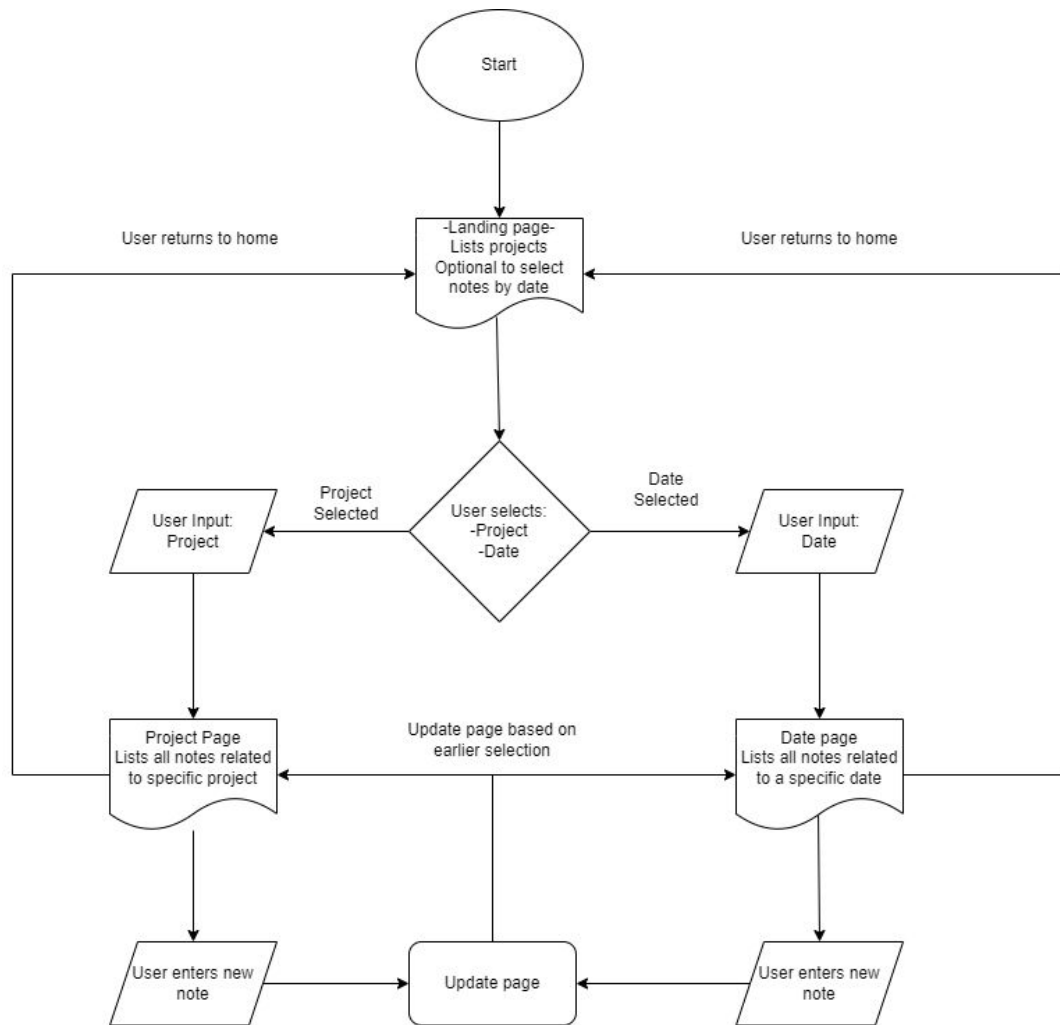 Start
User returns to home
-Landing page-
Lists projects
Optional to select
notes by date
User returns to home
User Input:
Project
Project
Selected
User selects:
-Project
-Date
Date
Selected
User Input:
Date
Project Page
Lists all notes related
to specific project
Update page based on
earlier selection
Date page
Lists all notes related
to a specific date
User enters new
note
Update page
User enters new
note